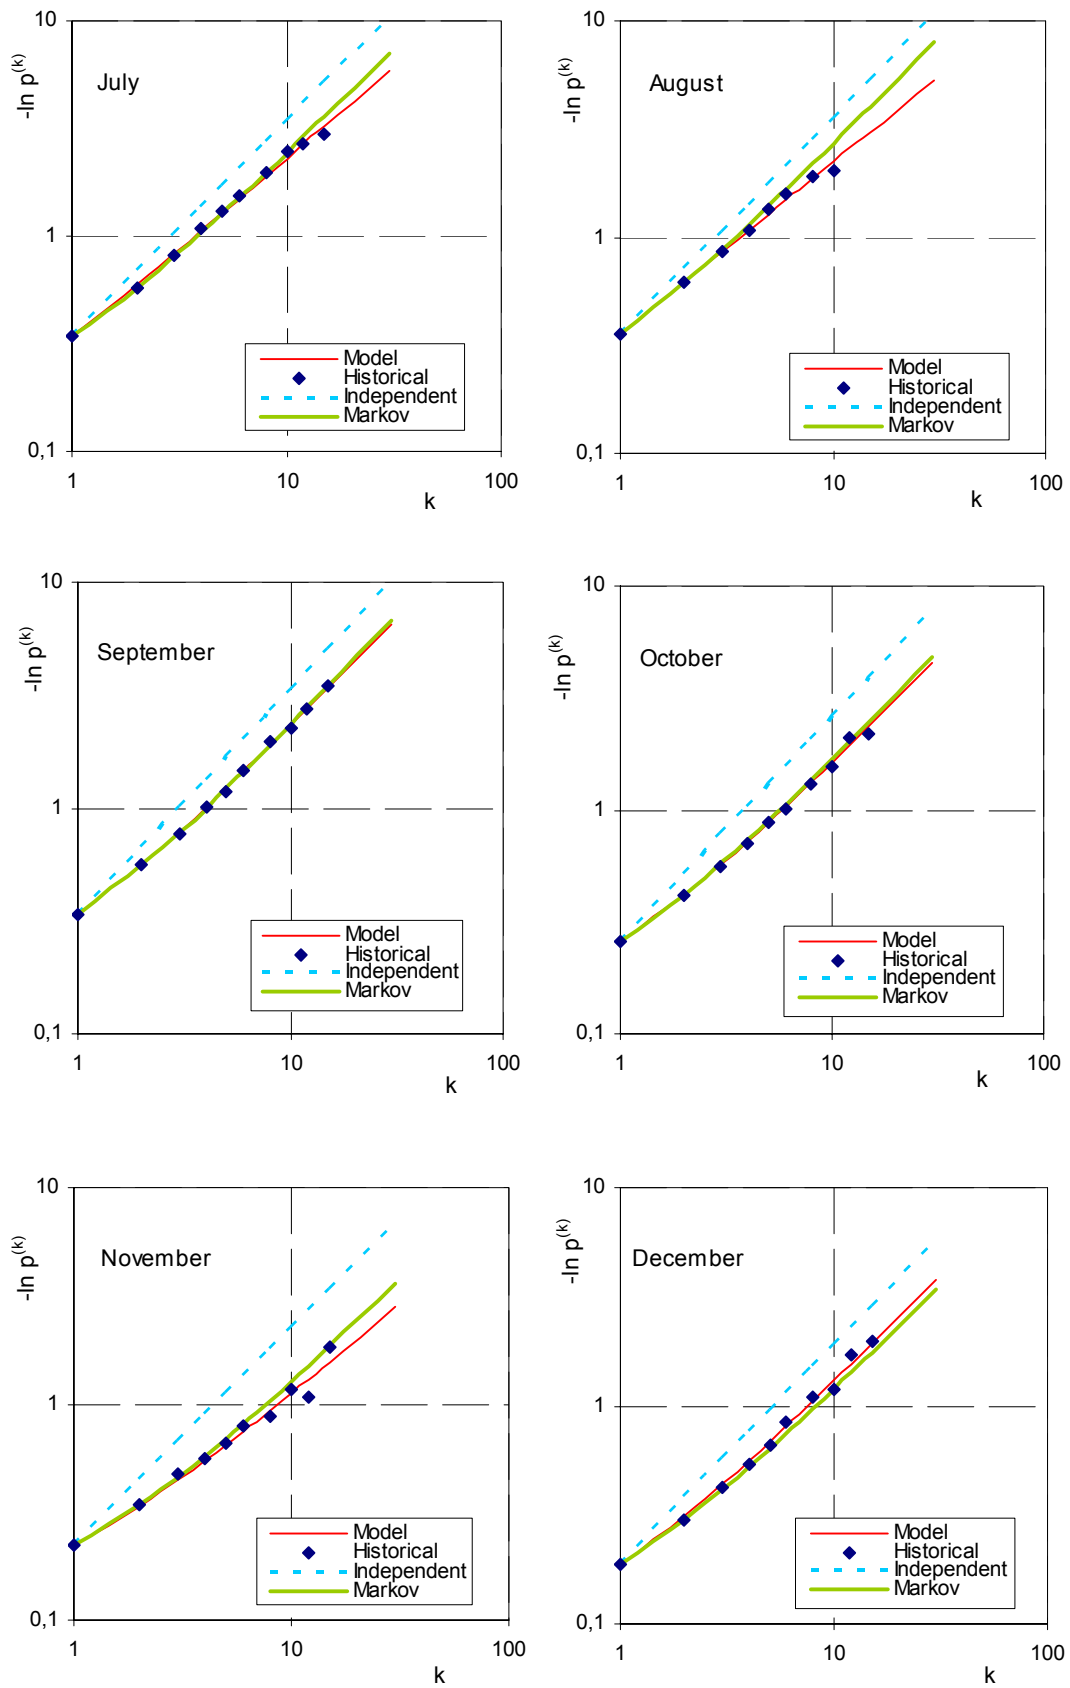 10
-ln p(k)
July
1
Model
Historical
Independent
Markov
0,1
1
10
100
k
10
-ln p(k)
August
1
Model
Historical
Independent
Markov
0,1
1
10
100
k
10
-ln p(k)
September
1
Model
Historical
Independent
Markov
0,1
1
10
100
k
10
-ln p(k)
October
1
Model
Historical
Independent
Markov
0,1
1
10
100
k
10
-ln p(k)
November
1
Model
Historical
Independent
Markov
0,1
1
10
100
k
10
-ln p(k)
December
1
Model
Historical
Independent
Markov
0,1
1
10
100
k